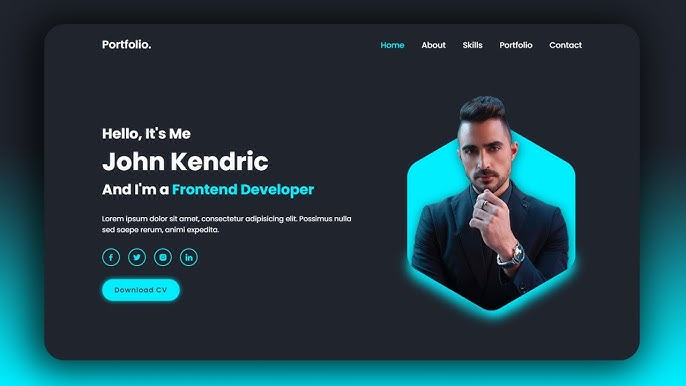 Portfolio.
Home About Skills Portfolio Contact
Hello, It's Me
John Kendric
And I'm a Frontend Developer
Lorem ipsum dolor sit amet, consectetur adipisicing elit. Possimus nulla
sed saepe rerum, animi expedita.
Download CV